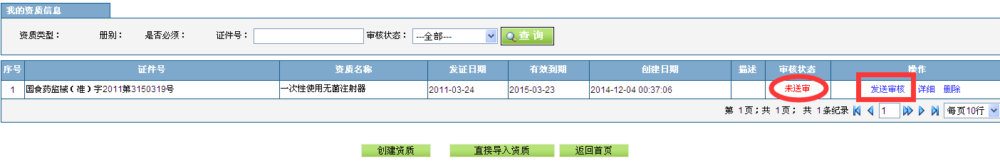 我的资质信息
资质类型： 册别： 是否必须： 证件号： 审核状态： ---全部--- 查 询
序号 证件号 资质名称 发证日期 有效到期 创建日期 描述 审核状态 操作
1 国食药监械（准）字2011第3150319号 一次性使用无菌注射器 2011-03-24 2015-03-23 2014-12-04 00:37:06 未送审 发送审核 详细 删除
第 1页；共 1页； 共 1条纪录 1 每页10行
创建资质 直接导入资质 返回首页